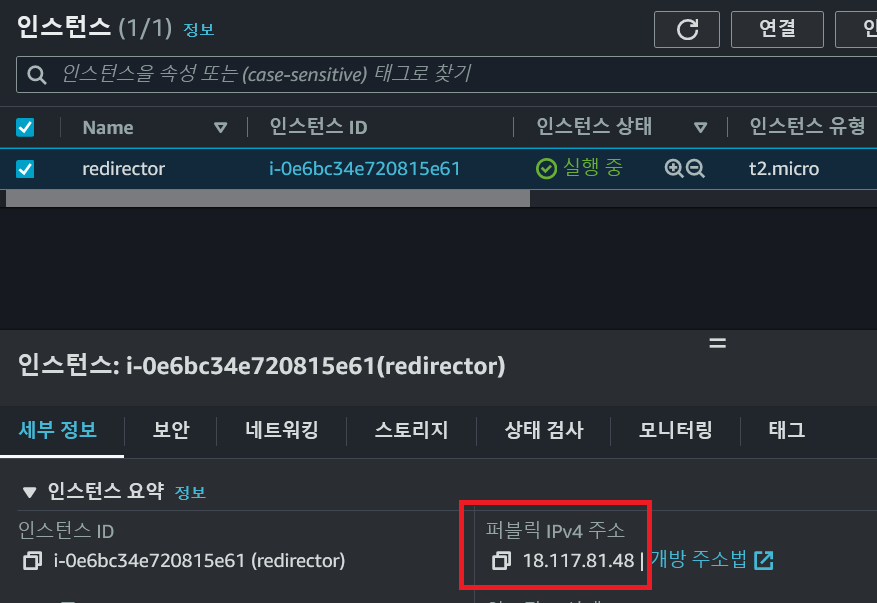 인스턴스 (1/1) 정보
연결
인스턴스을 속성 또는 (case-sensitive) 태그로 찾기
Name 인스턴스 ID 인스턴스 상태 인스턴스 유형
redirector i-0e6bc34e720815e61 실행 중 t2.micro
인스턴스: i-0e6bc34e720815e61(redirector)
세부 정보 보안 네트워킹 스토리지 상태 검사 모니터링 태그
인스턴스 요약 정보
인스턴스 ID 퍼블릭 IPv4 주소
i-0e6bc34e720815e61 (redirector) 18.117.81.48 | 개방 주소법